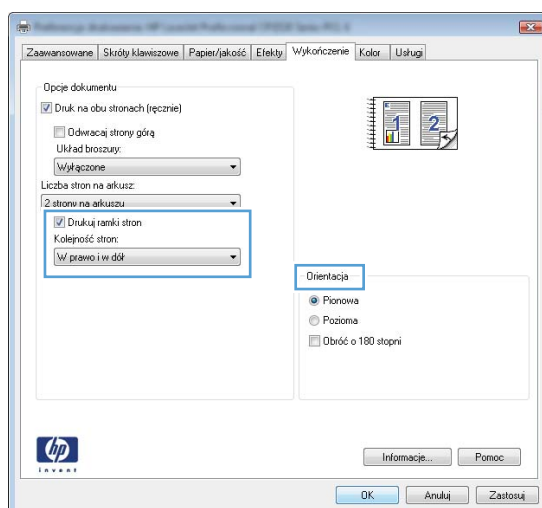 Zaawansowane Skróty klawiszowe Papier/jakość Efekty Wykończenie Kolor Usługi
Opcje dokumentu
Druk na obu stronach (ręcznie)
Odwracaj strony górą
Układ broszury:
Wyłączone
Liczba stron na arkusz:
2 strony na arkuszu
Drukuj ramki stron
Kolejność stron:
W prawo i w dół
1 2
Orientacja
Pionowa
Pozioma
Obróć o 180 stopni
hp
invent
Informacje... Pomoc
OK Anuluj Zastosuj